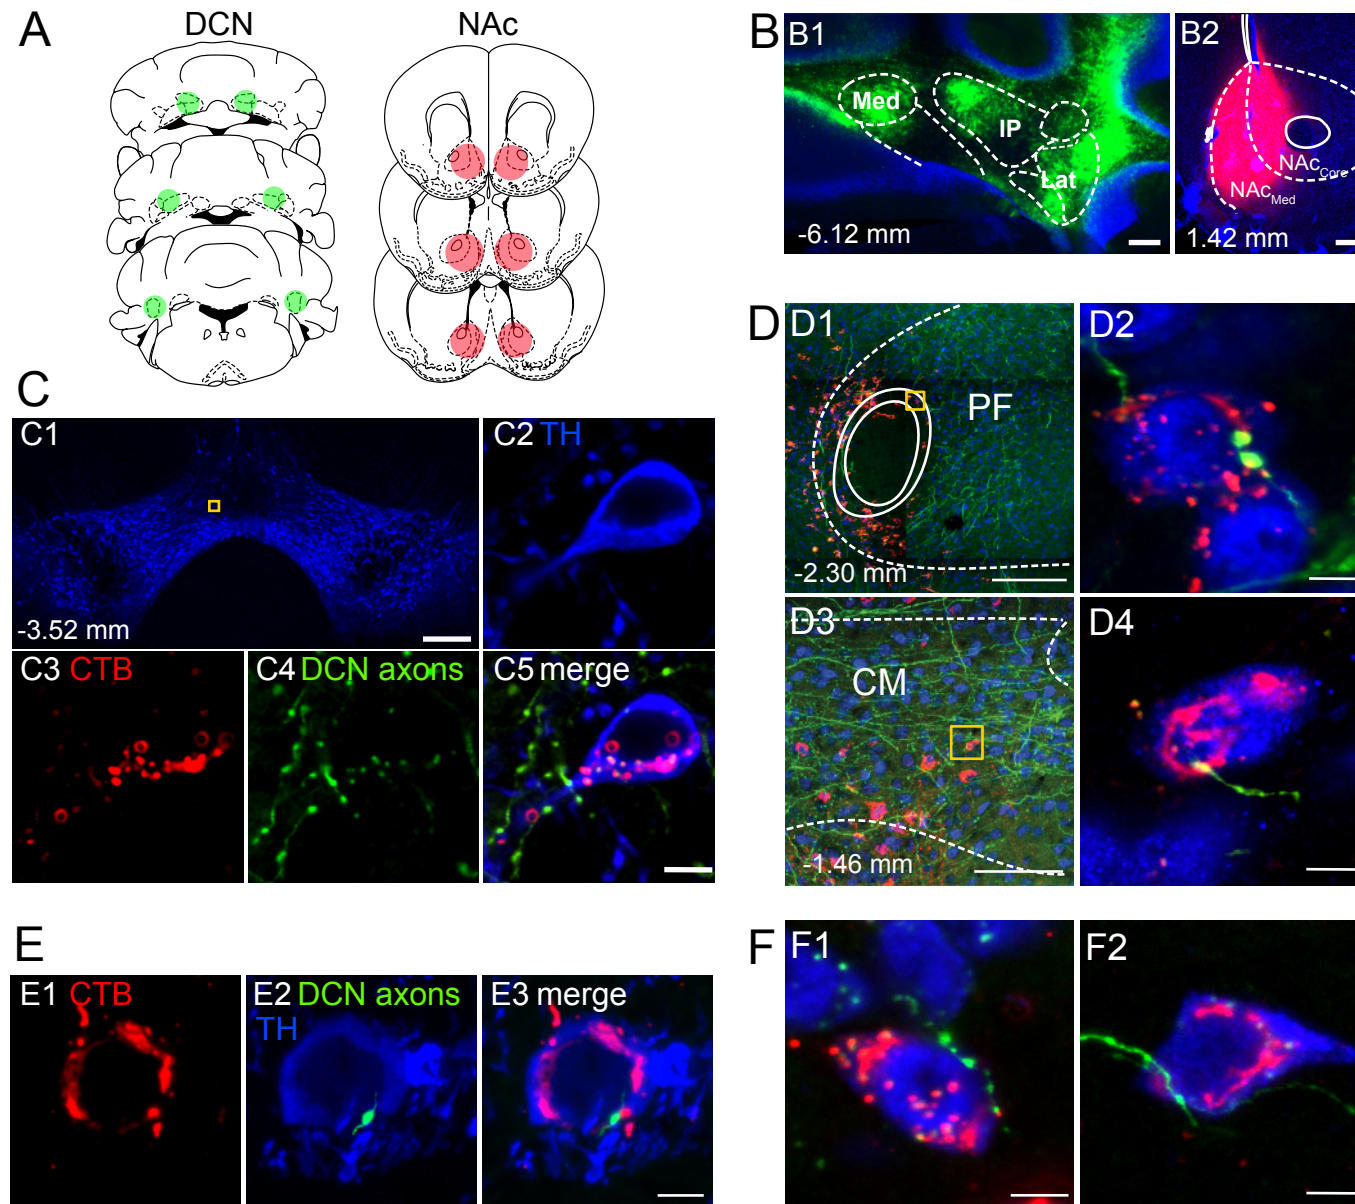 A
DCN
NAc
B
B1
Med
IP
Lat
-6.12 mm
B2
NAcCore
NAcMed
1.42 mm
C
C1
-3.52 mm
C2 TH
C3 CTB
C4 DCN axons
C5 merge
D
D1
PF
-2.30 mm
D2
D3
CM
-1.46 mm
D4
E
E1 CTB
E2 DCN axons
TH
E3 merge
F
F1
F2